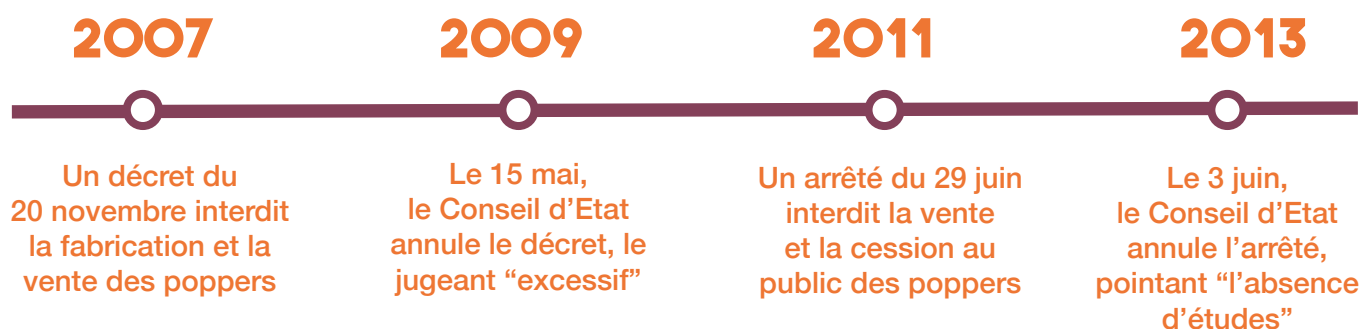 2007
Un décret du
20 novembre interdit
la fabrication et la
vente des poppers
2009
Le 15 mai,
le Conseil d'Etat
annule le décret, le
jugeant “excessif”
2011
Un arrêté du 29 juin
interdit la vente
et la cession au
public des poppers
2013
Le 3 juin,
le Conseil d'Etat
annule l'arrêté,
pointant “l'absence
d'études”